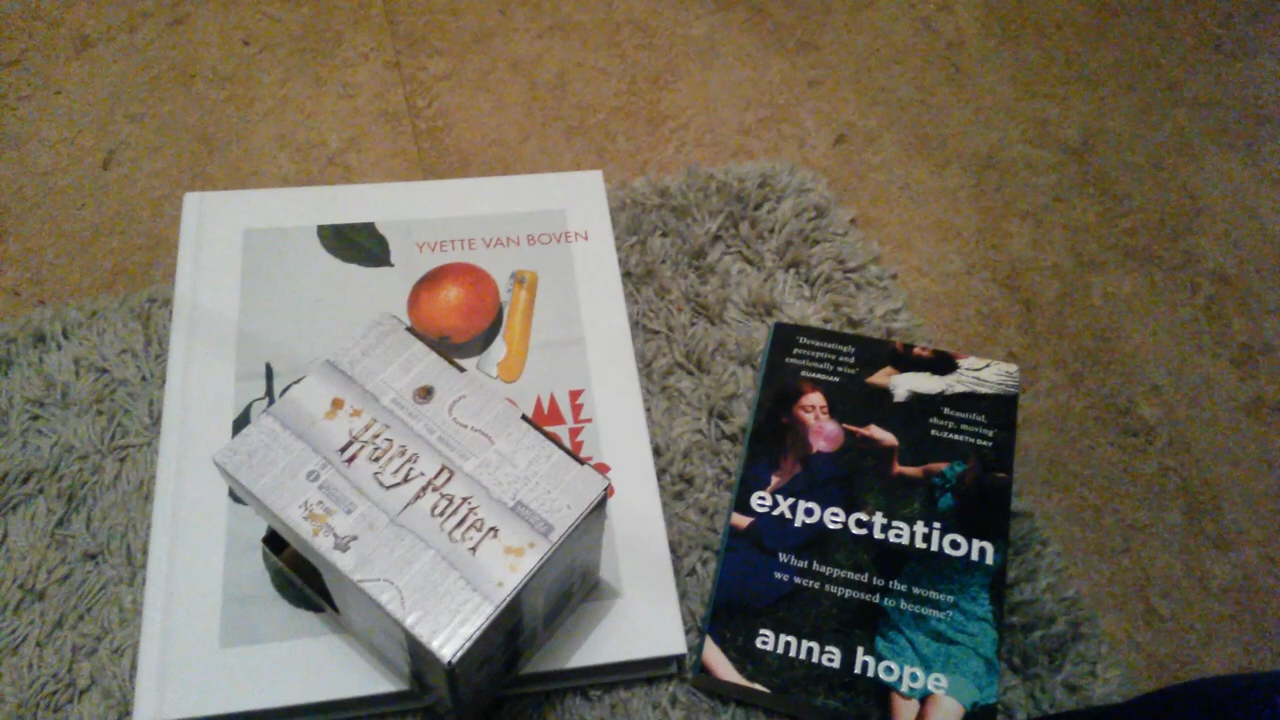 YVETTE VAN BOVEN
OME
Harry Potter
'Devastatingly
perceptive and
emotionally wise'
GUARDIAN
'Beautiful,
sharp, moving'
ELIZABETH DAY
expectation
What happened to the women
we were supposed to become?
anna hope